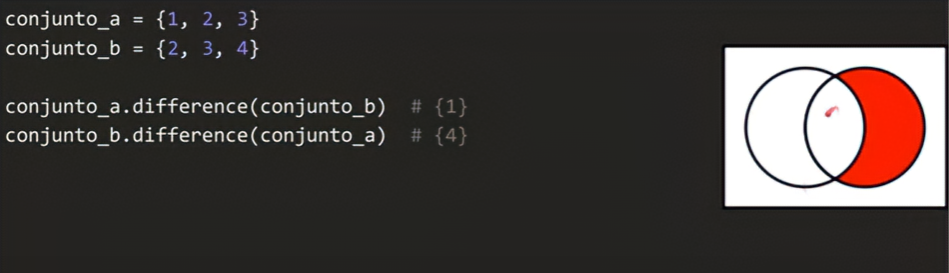 conjunto_a = {1, 2, 3}
conjunto_b = {2, 3, 4}
conjunto_a.difference(conjunto_b)  # {1}
conjunto_b.difference(conjunto_a)  # {4}